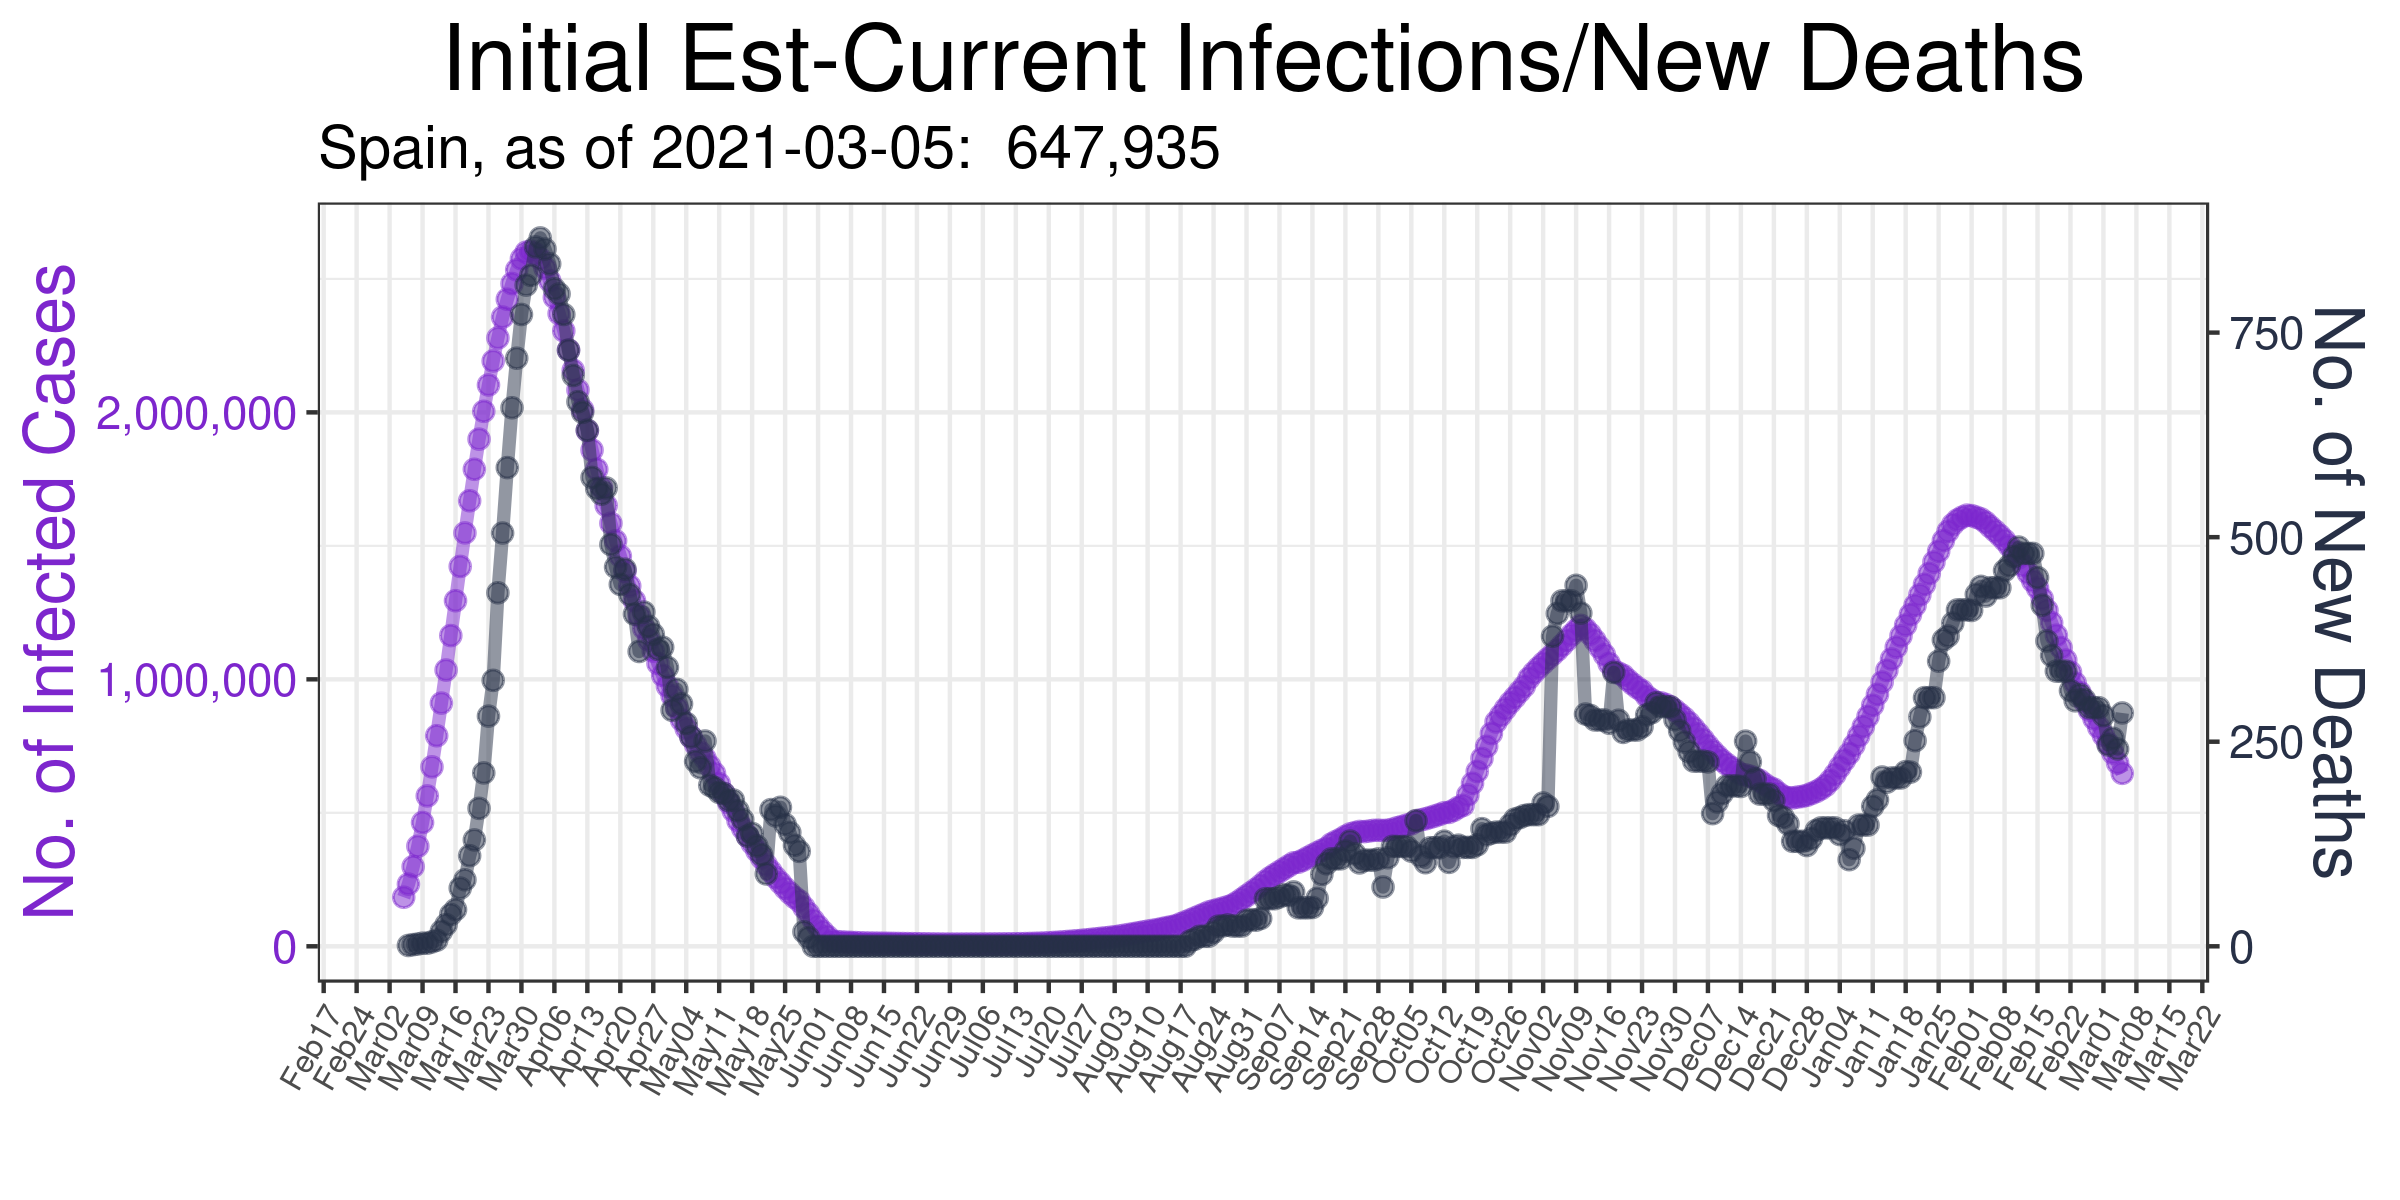 Initial Est-Current Infections/New Deaths
Spain, as of 2021-03-05:  647,935
No. of Infected Cases
2,000,000
1,000,000
0
No. of New Deaths
750
500
250
0
Feb17
Feb24
Mar02
Mar09
Mar16
Mar23
Mar30
Apr06
Apr13
Apr20
Apr27
May04
May11
May18
May25
Jun01
Jun08
Jun15
Jun22
Jun29
Jul06
Jul13
Jul20
Jul27
Aug03
Aug10
Aug17
Aug24
Aug31
Sep07
Sep14
Sep21
Sep28
Oct05
Oct12
Oct19
Oct26
Nov02
Nov09
Nov16
Nov23
Nov30
Dec07
Dec14
Dec21
Dec28
Jan04
Jan11
Jan18
Jan25
Feb01
Feb08
Feb15
Feb22
Mar01
Mar08
Mar15
Mar22